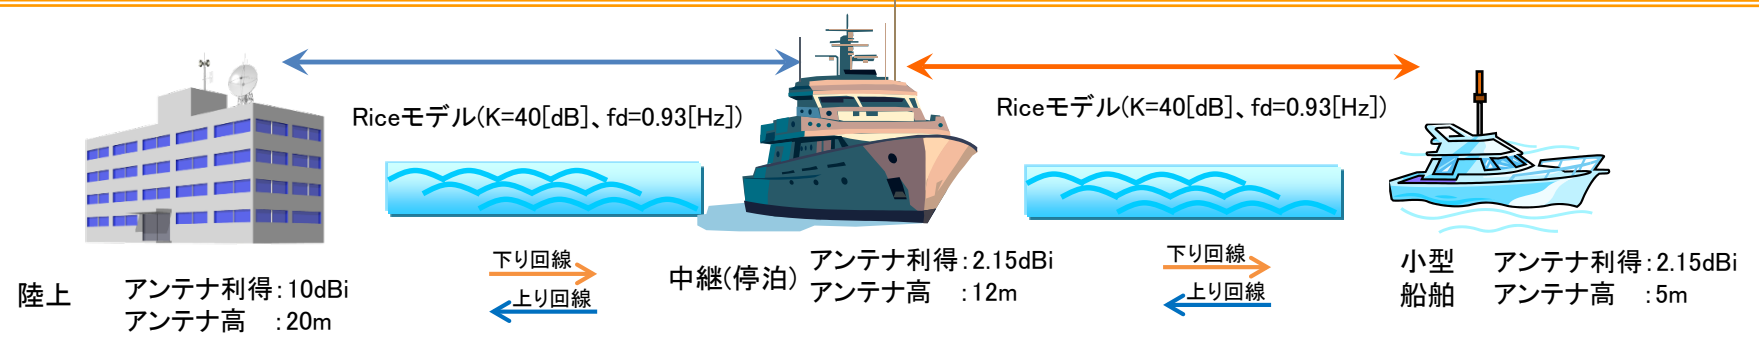 Riceモデル(K=40[dB]、fd=0.93[Hz])
Riceモデル(K=40[dB]、fd=0.93[Hz])
下り回線
上り回線
下り回線
上り回線
陸上
アンテナ利得:10dBi
アンテナ高 :20m
中継(停泊)
アンテナ利得:2.15dBi
アンテナ高 :12m
小型
船舶
アンテナ利得:2.15dBi
アンテナ高 :5m